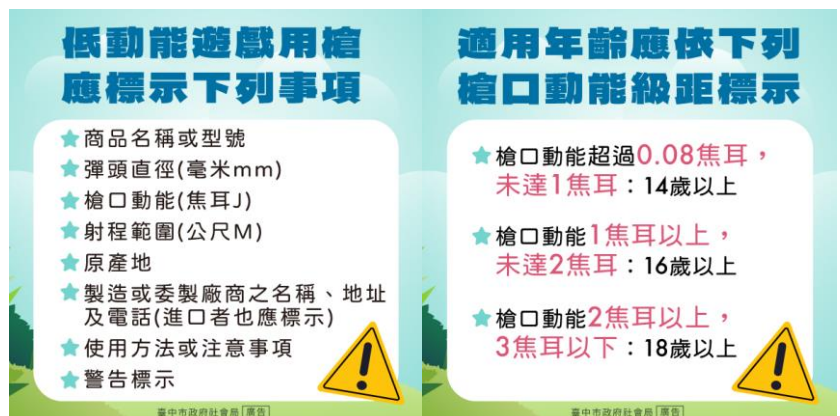 低動能遊戲用槍
應標示下列事項
商品名稱或型號
彈頭直徑(毫米mm)
槍口動能(焦耳J)
射程範圍(公尺M)
原產地
製造或委製廠商之名稱、地址
及電話(進口者也應標示)
使用方法或注意事項
警告標示
臺中市政府社會局 廣告
適用年齡應依下列
槍口動能級距標示
槍口動能超過0.08焦耳，
未達1焦耳：14歲以上
槍口動能1焦耳以上，
未達2焦耳：16歲以上
槍口動能2焦耳以上，
3焦耳以下：18歲以上
臺中市政府社會局 廣告